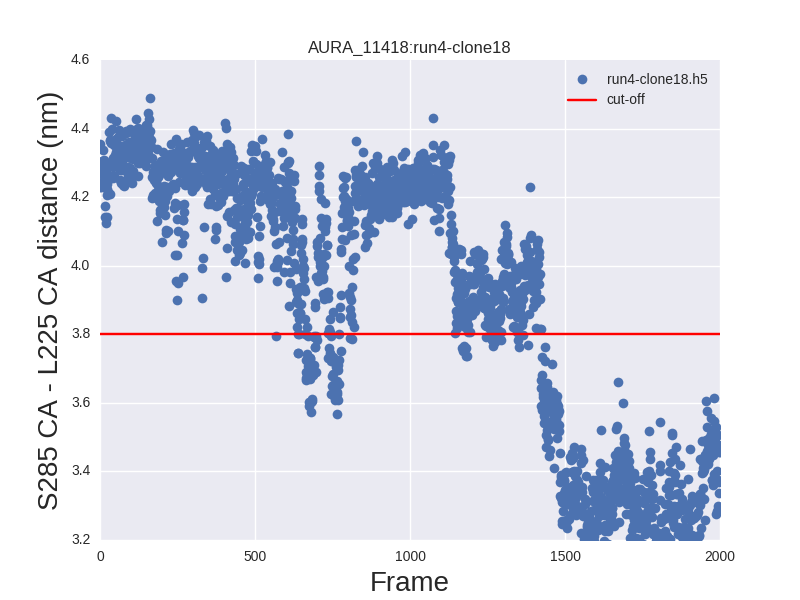 AURA_11418:run4-clone18
run4-clone18.h5
cut-off
S285 CA - L225 CA distance (nm)
4.6
4.4
4.2
4.0
3.8
3.6
3.4
3.2
0
500
1000
1500
2000
Frame